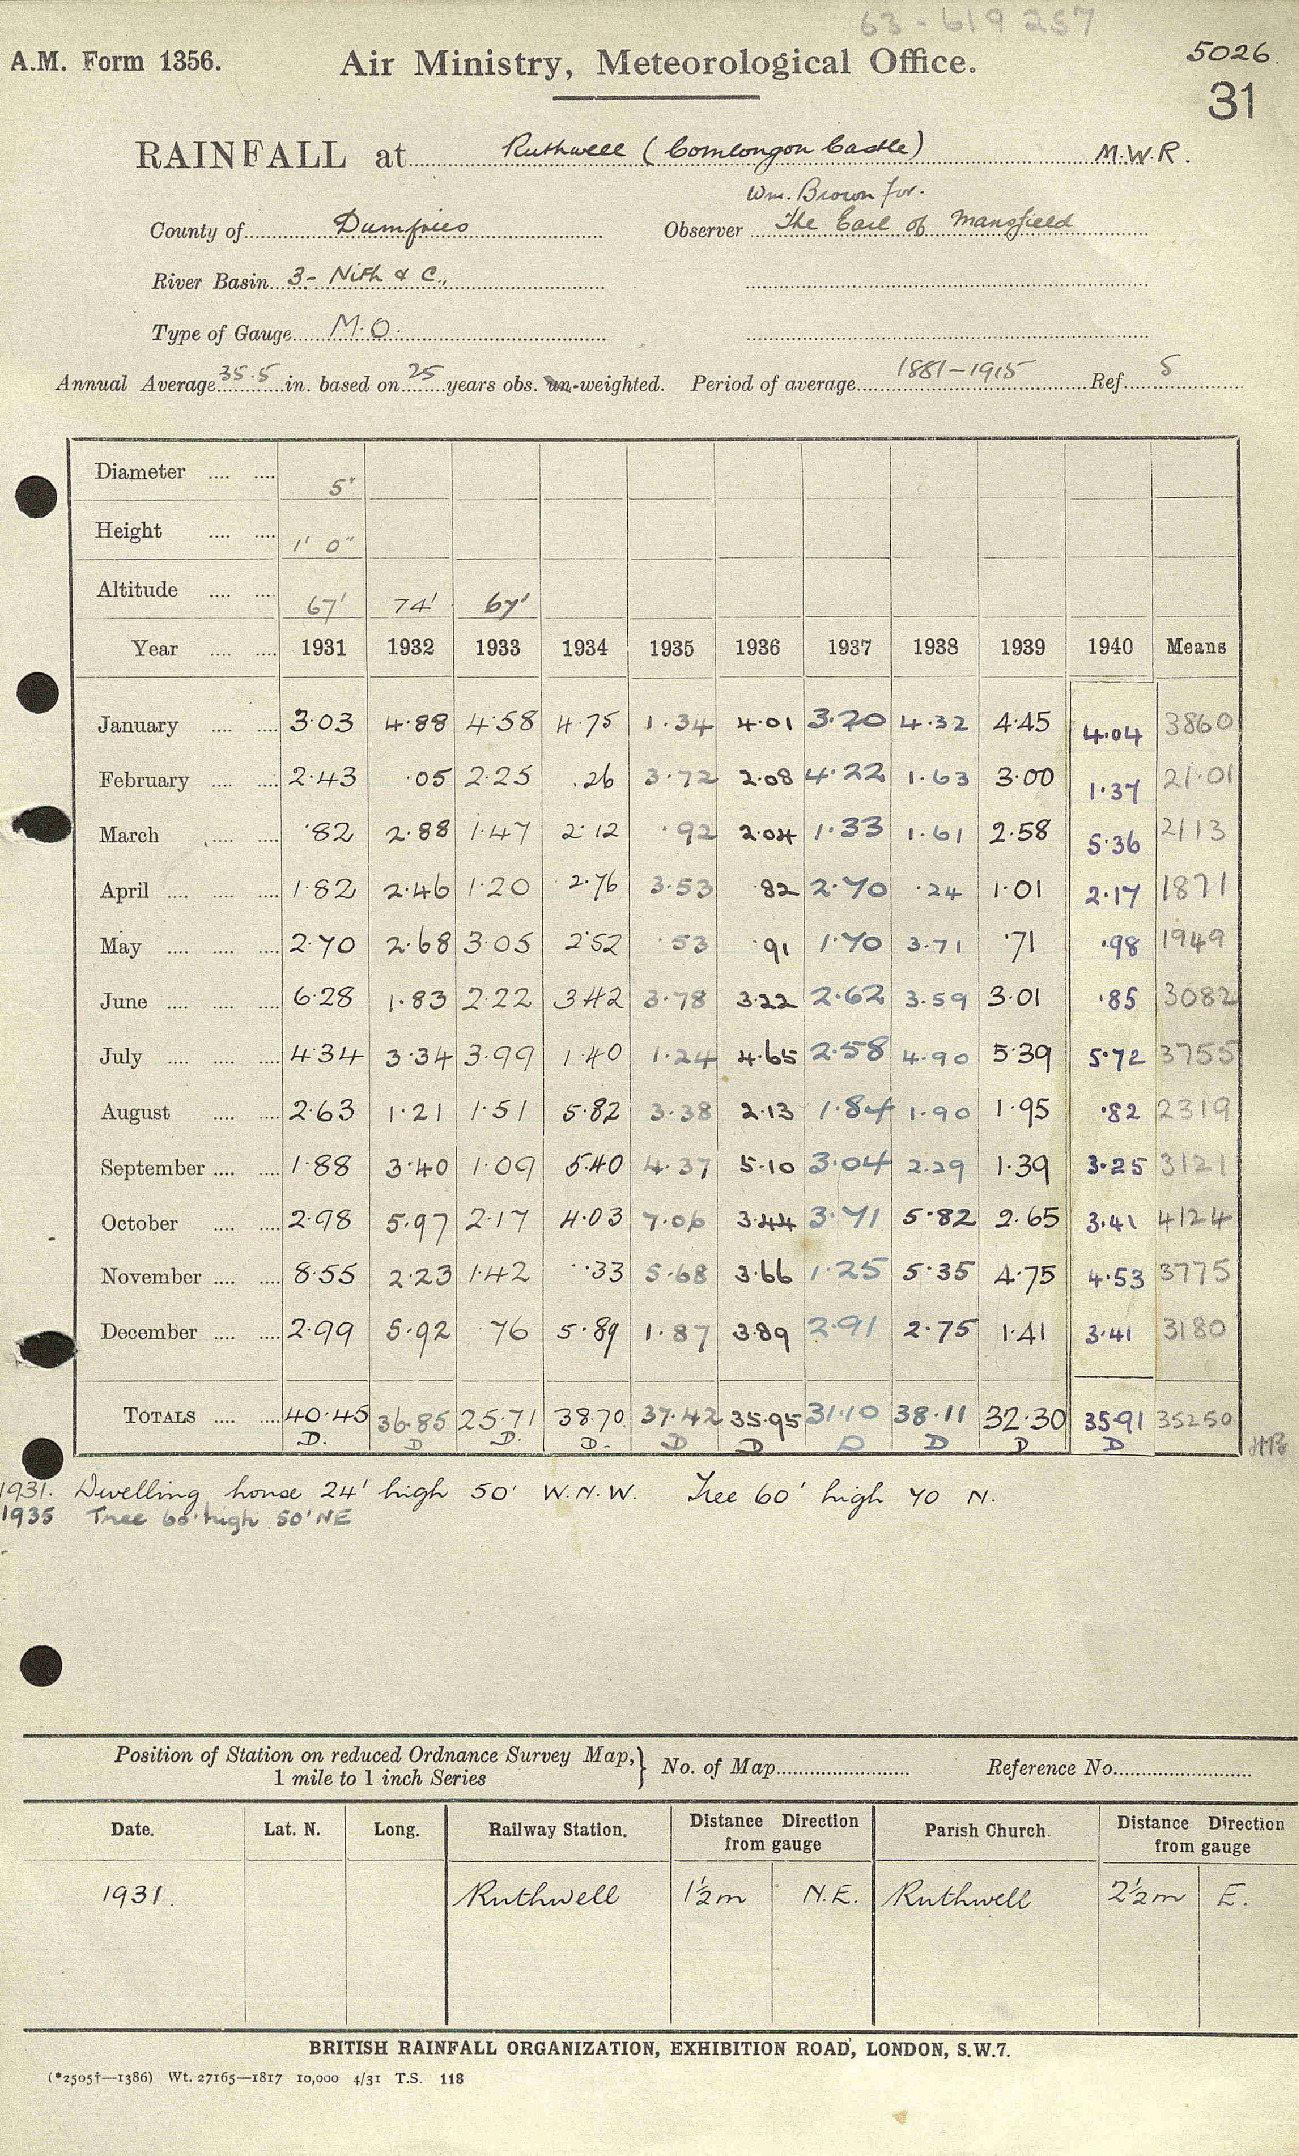 63-619257
A.M. Form 1356. Air Ministry, Meteorological Office. 5026
31
RAINFALL at Ruthwell (Comlongon Castle) M.W.R.
Wm. Brown for.
County of Dumfries Observer The Earl of Mansfield
River Basin 3- Nith & C.,
Type of Gauge M.O.
Annual Average 35.5 in. based on 25 years obs. un-weighted. Period of average 1881-1915 Ref. 5
Diameter .... .... 5"
Height .... .... 1' 0"
Altitude .... .... 67' 74' 67'
Year .... .... 1931 1932 1933 1934 1935 1936 1937 1938 1939 1940 Means
January .... .... 3.03 4.88 4.58 4.75 1.34 4.01 3.20 4.32 4.45 4.04 3860
February .... .... 2.43 .05 2.25 .26 3.72 2.08 4.22 1.63 3.00 1.37 21.01
March .... .... .82 2.88 1.47 2.12 .92 2.04 1.33 1.61 2.58 5.36 2113
April .... .... .... 1.82 2.46 1.20 2.76 3.53 .82 2.70 .24 1.01 2.17 1871
May .... .... .... 2.70 2.68 3.05 2.52 .53 .91 1.70 3.71 .71 .98 1949
June .... .... .... 6.28 1.83 2.22 3.42 3.78 3.22 2.62 3.59 3.01 .85 3082
July .... .... .... 4.34 3.34 3.99 1.40 1.24 4.65 2.58 4.90 5.39 5.72 3755
August .... .... 2.63 1.21 1.51 5.82 3.38 2.13 1.84 1.90 1.95 .82 2319
September .... .... 1.88 3.40 1.09 5.40 4.37 5.10 3.04 2.29 1.39 3.25 3121
October .... .... 2.98 5.97 2.17 4.03 7.06 3.44 3.71 5.82 2.65 3.41 4124
November .... .... 8.55 2.23 1.42 .33 5.68 3.66 1.25 5.35 4.75 4.53 3775
December .... .... 2.99 5.92 .76 5.89 1.87 3.89 2.91 2.75 1.41 3.41 3180
TOTALS .... .... 40.45 36.85 25.71 38.70 37.42 35.95 31.10 38.11 32.30 35.91 35250
D. D D. D. D D D D D D
1931. Dwelling house 24' high 50' W.N.W. Tree 60' high 70 N.
1935 Tree 60' high 50' NE
Position of Station on reduced Ordnance Survey Map, } No. of Map Reference No.
1 mile to 1 inch Series
Date. Lat. N. Long. Railway Station. Distance Direction Parish Church. Distance Direction
from gauge from gauge
1931. Ruthwell 1½m N.E. Ruthwell 2½m E.
BRITISH RAINFALL ORGANIZATION, EXHIBITION ROAD, LONDON, S.W.7.
(*2505†—1386) Wt. 27165—1817 10,000 4/31 T.S. 118